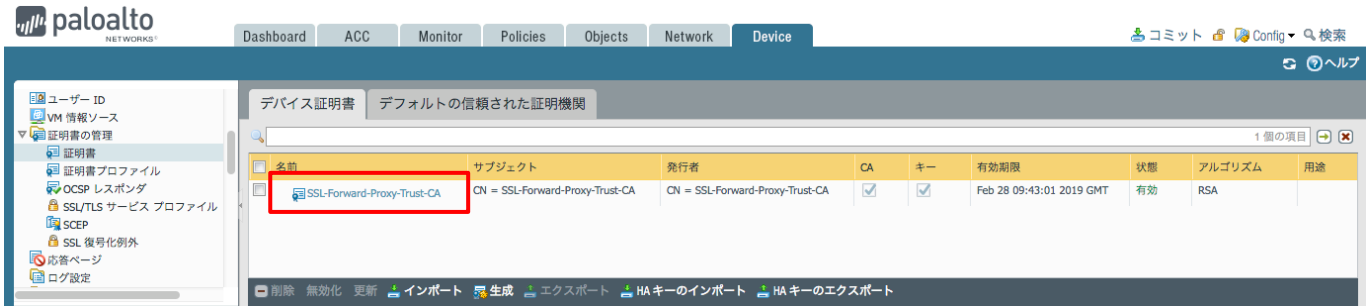 paloalto
NETWORKS®
Dashboard ACC Monitor Policies Objects Network Device
コミット Config 検索
ヘルプ
ユーザー ID
VM 情報ソース
証明書の管理
証明書
証明書プロファイル
OCSP レスポンダ
SSL/TLS サービス プロファイル
SCEP
SSL 復号化例外
応答ページ
ログ設定
デバイス証明書 デフォルトの信頼された証明機関
1 個の項目
名前 サブジェクト 発行者 CA キー 有効期限 状態 アルゴリズム 用途
SSL-Forward-Proxy-Trust-CA CN = SSL-Forward-Proxy-Trust-CA CN = SSL-Forward-Proxy-Trust-CA Feb 28 09:43:01 2019 GMT 有効 RSA
削除 無効化 更新 インポート 生成 エクスポート HA キーのインポート HA キーのエクスポート